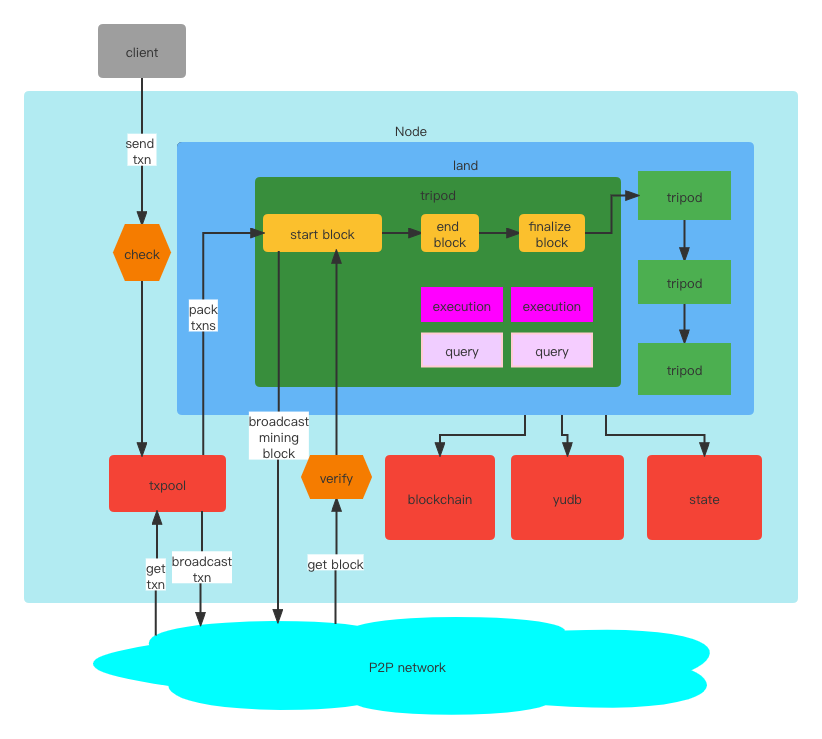 client
send
txn
Node
land
tripod
tripod
start block
end
block
finalize
block
check
tripod
pack
txns
execution
execution
query
query
tripod
broadcast
mining
block
txpool
verify
blockchain
yudb
state
get
txn
broadcast
txn
get block
P2P network